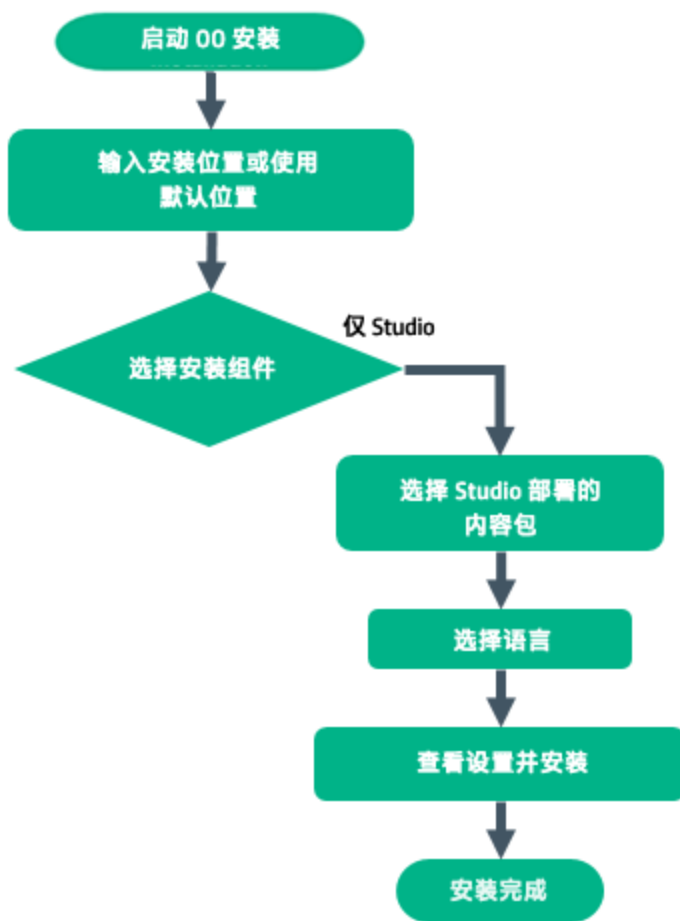 启动 OO 安装
输入安装位置或使用
默认位置
仅 Studio
选择安装组件
选择 Studio 部署的
内容包
选择语言
查看设置并安装
安装完成